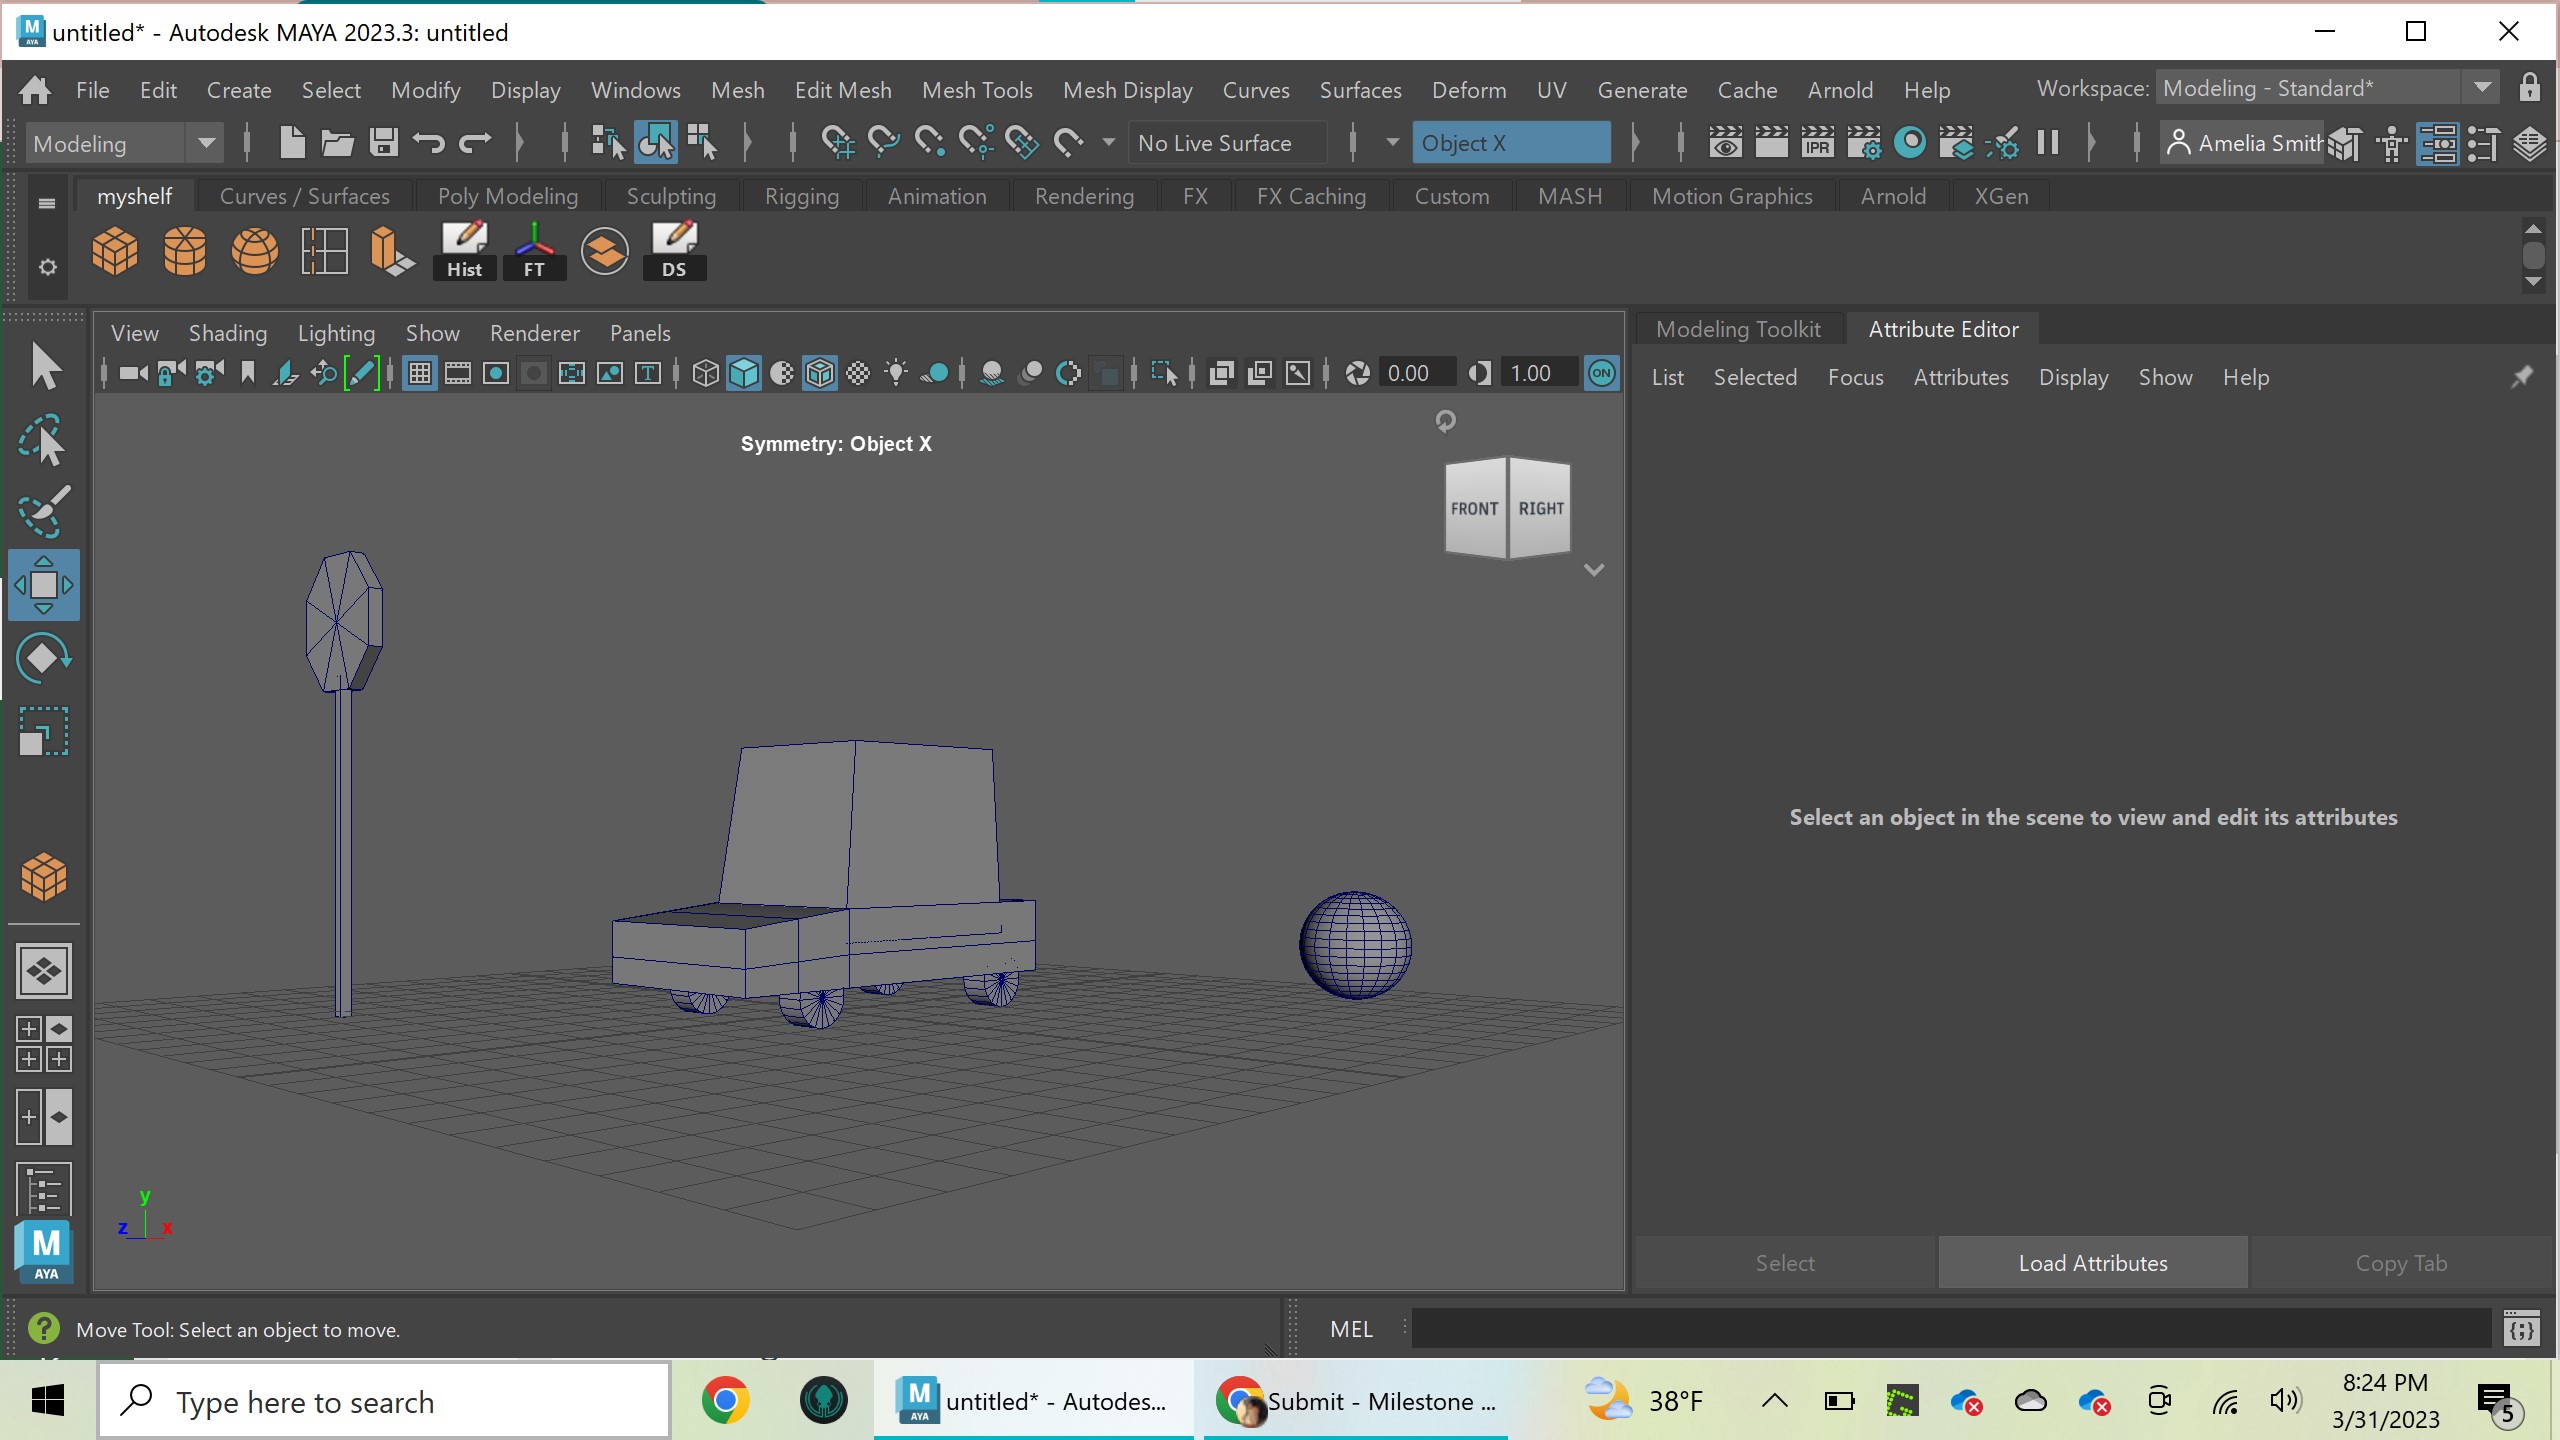 untitled* - Autodesk MAYA 2023.3: untitled
File Edit Create Select Modify Display Windows Mesh Edit Mesh Mesh Tools Mesh Display Curves Surfaces Deform UV Generate Cache Arnold Help Workspace: Modeling - Standard*
Modeling No Live Surface Object X IPR Amelia Smith
myshelf Curves / Surfaces Poly Modeling Sculpting Rigging Animation Rendering FX FX Caching Custom MASH Motion Graphics Arnold XGen
Hist FT DS
View Shading Lighting Show Renderer Panels
Modeling Toolkit Attribute Editor
0.00 1.00 ON
List Selected Focus Attributes Display Show Help
Symmetry: Object X
FRONT RIGHT
Select an object in the scene to view and edit its attributes
y
z x
M
AYA
Select Load Attributes Copy Tab
Move Tool: Select an object to move.
MEL
Type here to search
M
AYA
untitled* - Autodes...
Submit - Milestone ...
38°F
8:24 PM
3/31/2023
5